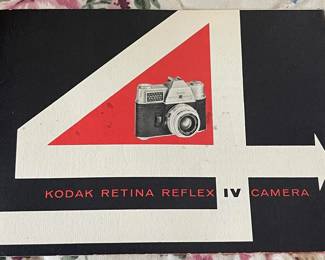 KODAK RETINA REFLEX IV CAMERA